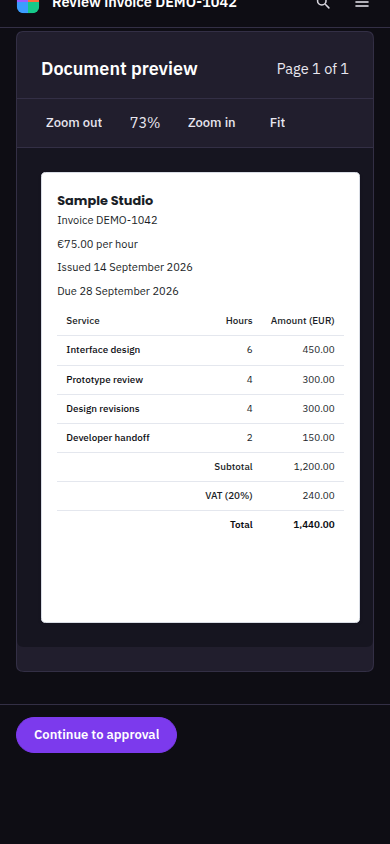 Review invoice DEMO-1042
Document preview Page 1 of 1
Zoom out 73% Zoom in Fit
Sample Studio
Invoice DEMO-1042
€75.00 per hour
Issued 14 September 2026
Due 28 September 2026
Service Hours Amount (EUR)
Interface design 6 450.00
Prototype review 4 300.00
Design revisions 4 300.00
Developer handoff 2 150.00
Subtotal 1,200.00
VAT (20%) 240.00
Total 1,440.00
Continue to approval